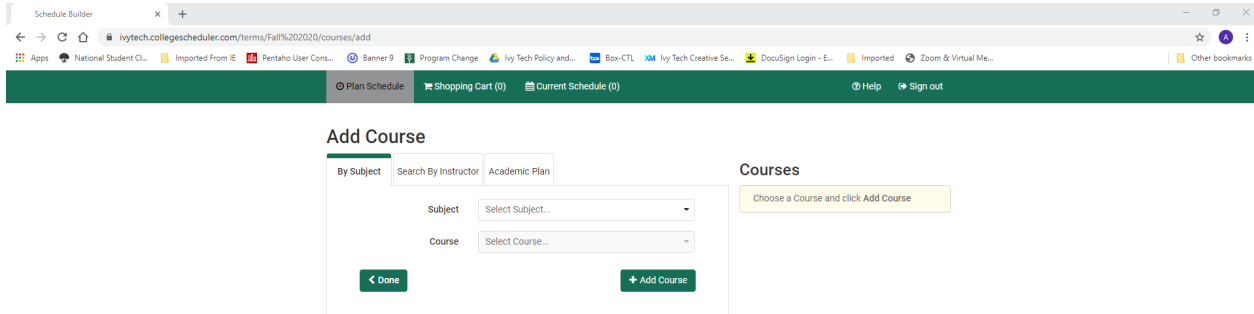 Schedule Builder
ivytech.collegescheduler.com/terms/Fall%202020/courses/add
A
Apps National Student Cl... Imported From IE Pentaho User Cons... Banner 9 Program Change Ivy Tech Policy and... box Box-CTL XM Ivy Tech Creative Se... DocuSign Login - E... Imported Zoom & Virtual Me... Other bookmarks
Plan Schedule Shopping Cart (0) Current Schedule (0) Help Sign out
Add Course
By Subject Search By Instructor Academic Plan
Courses
Choose a Course and click Add Course
Subject Select Subject...
Course Select Course...
Done + Add Course